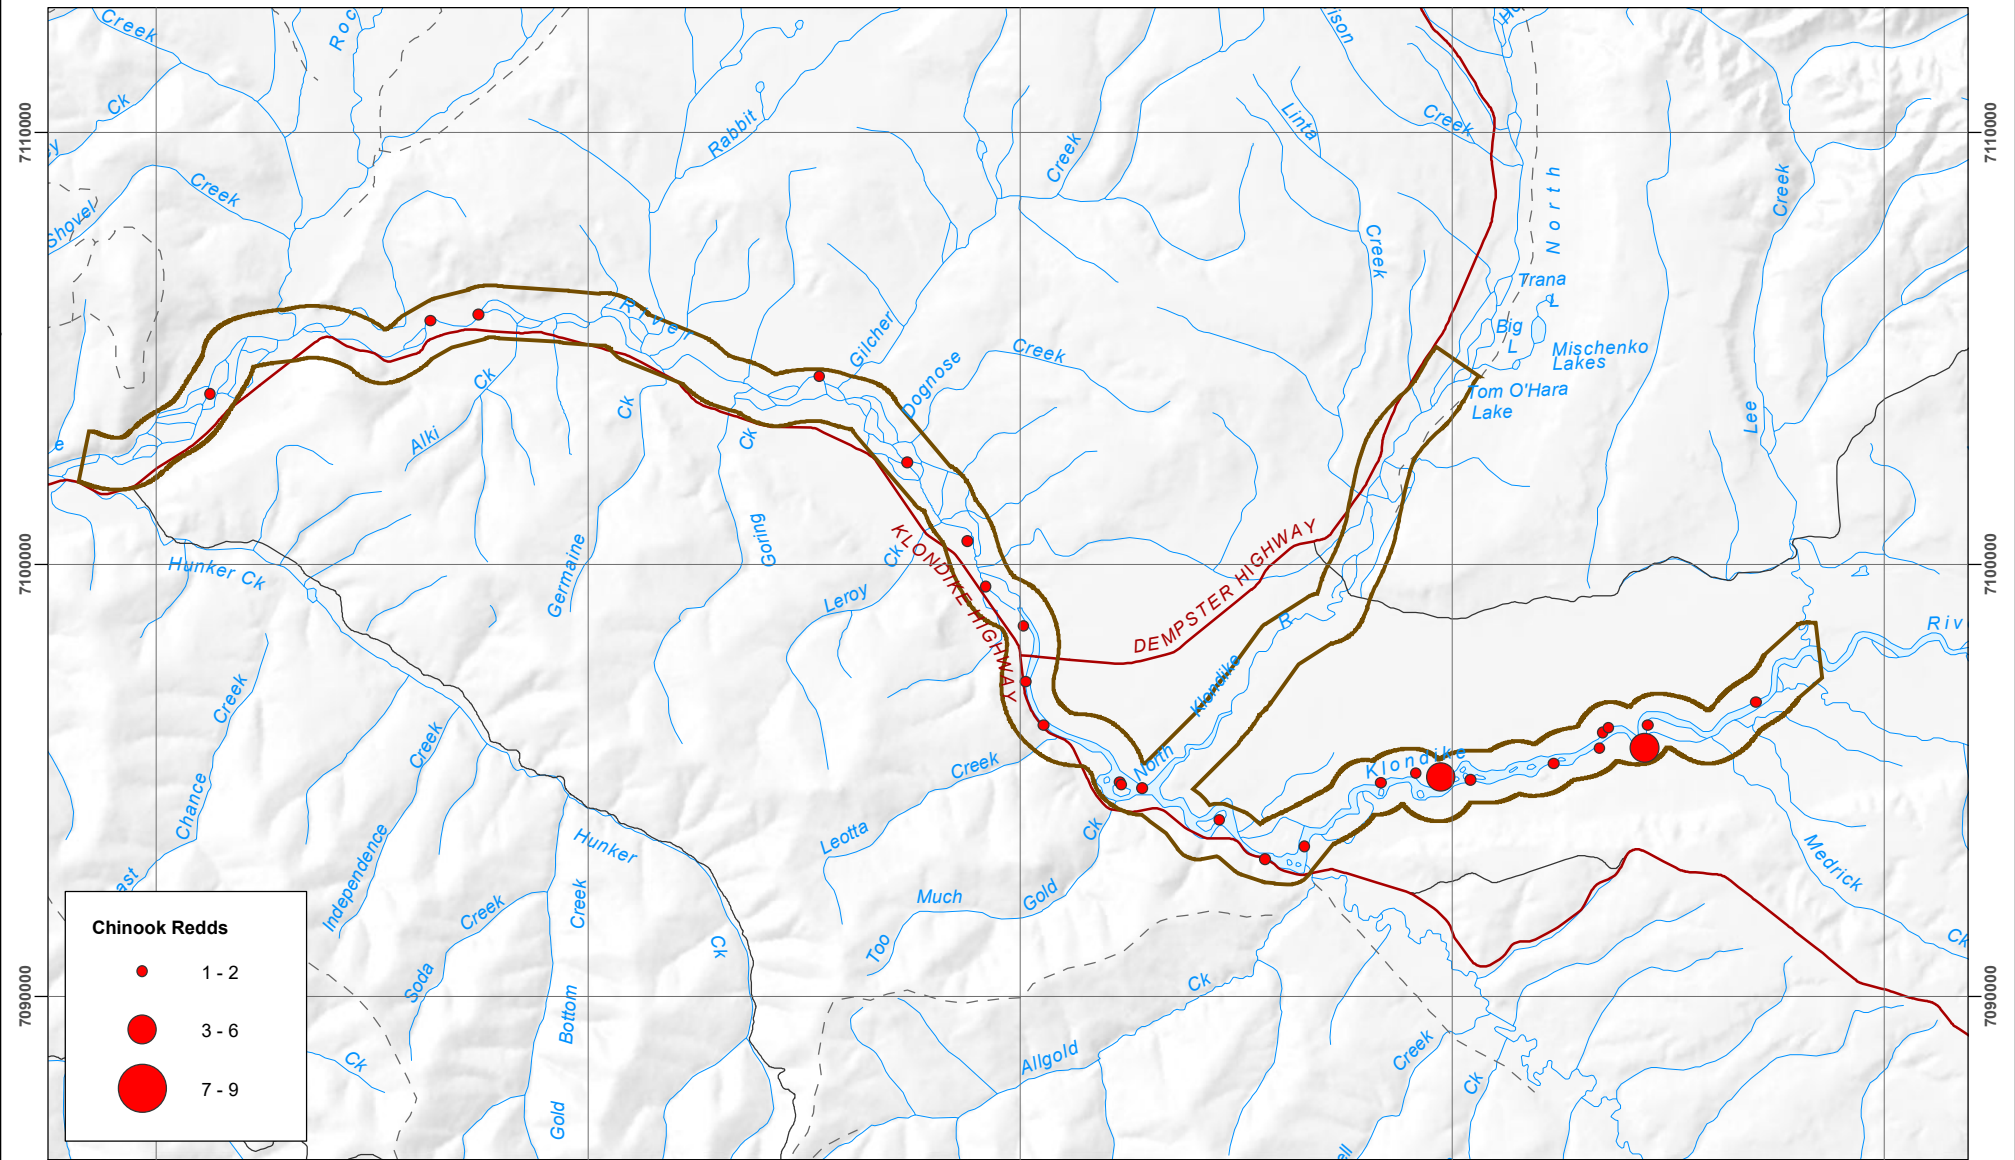 Creek
Roc
Ck
Creek
Shovel
Rabbit
Creek
Linta
Creek
ison
Creek
North
Creek
Lee
7110000
7110000
Trana
L
Big
L
Mischenko
Lakes
Tom O'Hara
Lake
River
Gilcher
Dognose
Creek
Ck
Alki
Ck
Ck
Goring
Germaine
Ck
Leroy
KLONDIKE HIGHWAY
DEMPSTER HIGHWAY
7100000
7100000
Hunker Ck
R
Klondike
North
Riv
Klondike
Creek
Chance
Creek
Independence
Creek
Leotta
Ck
Gold
Much
Too
Hunker
Ck
Creek
Soda
Creek
Bottom
Gold
Ck
ast
Medrick
Ck
Ck
Allgold
Creek
Ck
ell
7090000
7090000
Chinook Redds
1 - 2
3 - 6
7 - 9